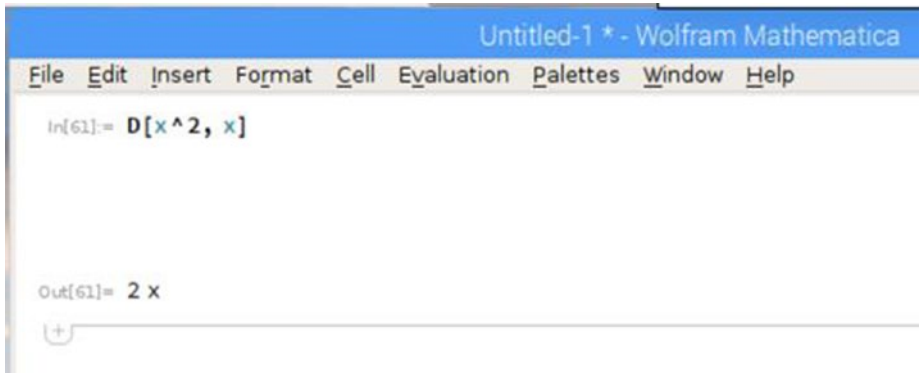 Untitled-1 * - Wolfram Mathematica
File Edit Insert Format Cell Evaluation Palettes Window Help
In[61]:= D[x^2, x]
Out[61]= 2 x
+